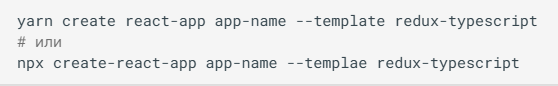 yarn create react-app app-name --template redux-typescript
# или
npx create-react-app app-name --templae redux-typescript